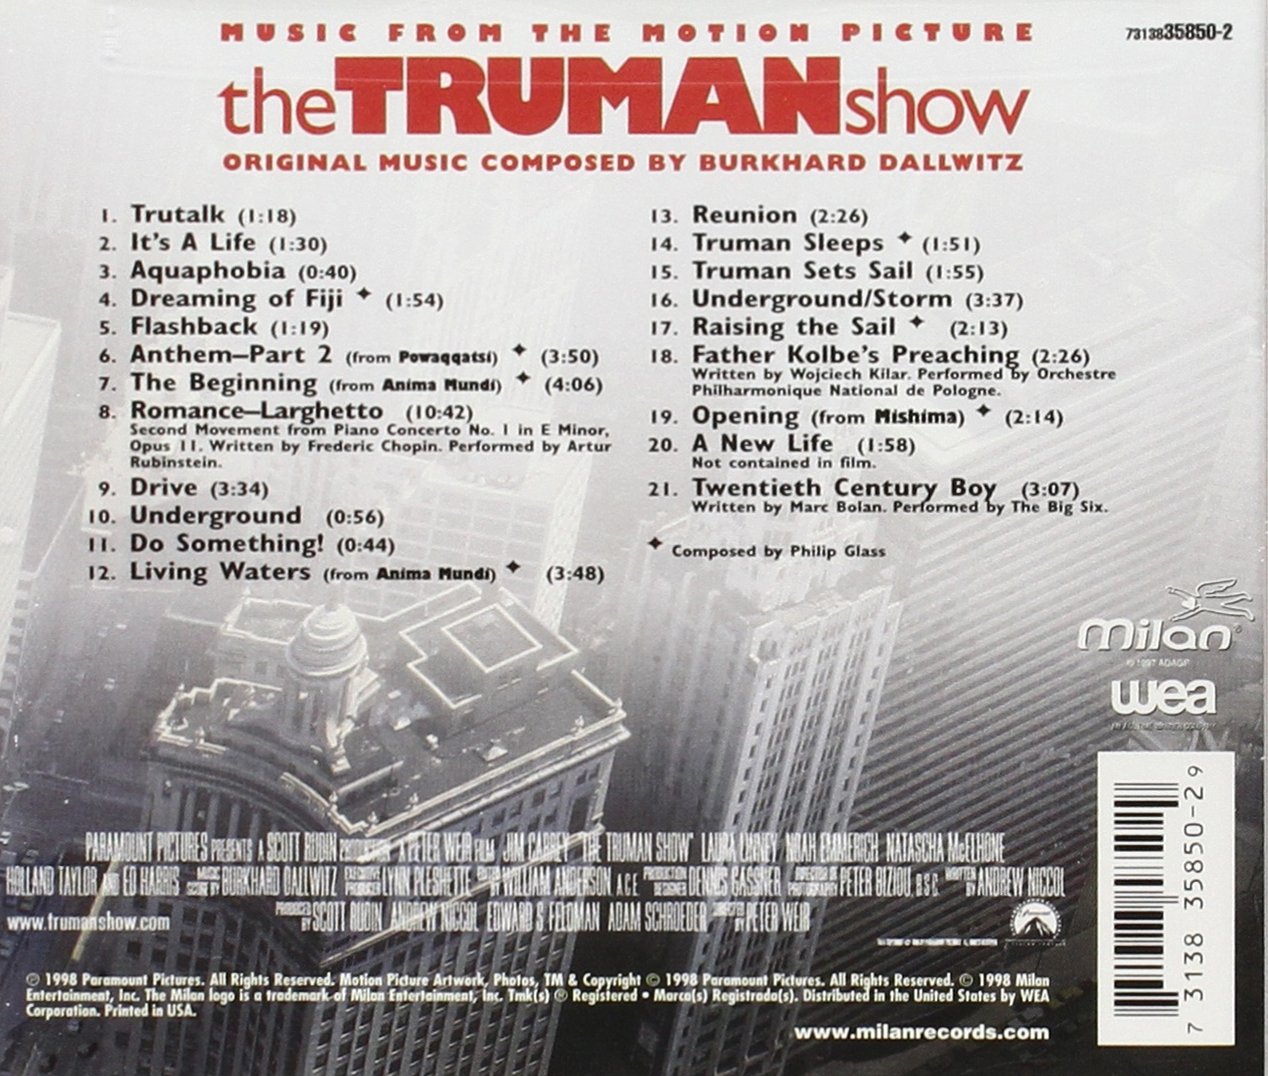 MUSIC FROM THE MOTION PICTURE
7313835850-2
the TRUMAN show
ORIGINAL MUSIC COMPOSED BY BURKHARD DALLWITZ
1. Trutalk (1:18)
2. It's A Life (1:30)
3. Aquaphobia (0:40)
4. Dreaming of Fiji ✦ (1:54)
5. Flashback (1:19)
6. Anthem–Part 2 (from Powaqqatsi) ✦ (3:50)
7. The Beginning (from Anima Mundi) ✦ (4:06)
8. Romance–Larghetto (10:42)
Second Movement from Piano Concerto No. 1 in E Minor,
Opus 11. Written by Frederic Chopin. Performed by Artur
Rubinstein.
9. Drive (3:34)
10. Underground (0:56)
11. Do Something! (0:44)
12. Living Waters (from Anima Mundi) ✦ (3:48)
13. Reunion (2:26)
14. Truman Sleeps ✦ (1:51)
15. Truman Sets Sail (1:55)
16. Underground/Storm (3:37)
17. Raising the Sail ✦ (2:13)
18. Father Kolbe's Preaching (2:26)
Written by Wojciech Kilar. Performed by Orchestre
Philharmonique National de Pologne.
19. Opening (from Mishima) ✦ (2:14)
20. A New Life (1:58)
Not contained in film.
21. Twentieth Century Boy (3:07)
Written by Marc Bolan. Performed by The Big Six.
✦ Composed by Philip Glass
Milan
© 1997 ADAGP
wea
PARAMOUNT PICTURES PRESENTS A SCOTT RUDIN PRODUCTION A PETER WEIR FILM JIM CARREY "THE TRUMAN SHOW" LAURA LINNEY NOAH EMMERICH NATASCHA McELHONE
HOLLAND TAYLOR AND ED HARRIS MUSIC SCORE BY BURKHARD DALLWITZ EXECUTIVE PRODUCER LYNN PLESHETTE EDITED BY WILLIAM ANDERSON A.C.E. PRODUCTION DESIGNER DENNIS GASSNER DIRECTOR OF PHOTOGRAPHY PETER BIZIOU, B.S.C. WRITTEN BY ANDREW NICCOL
PRODUCED BY SCOTT RUDIN ANDREW NICCOL EDWARD S. FELDMAN ADAM SCHROEDER DIRECTED BY PETER WEIR
www.trumanshow.com
Paramount
℗ 1998 Paramount Pictures. All Rights Reserved. Motion Picture Artwork, Photos, TM & Copyright © 1998 Paramount Pictures. All Rights Reserved. © 1998 Milan
Entertainment, Inc. The Milan logo is a trademark of Milan Entertainment, Inc. Tmk(s) ® Registered • Marca(s) Registrada(s). Distributed in the United States by WEA
Corporation. Printed in USA.
www.milanrecords.com
7 3138 35850-2 9